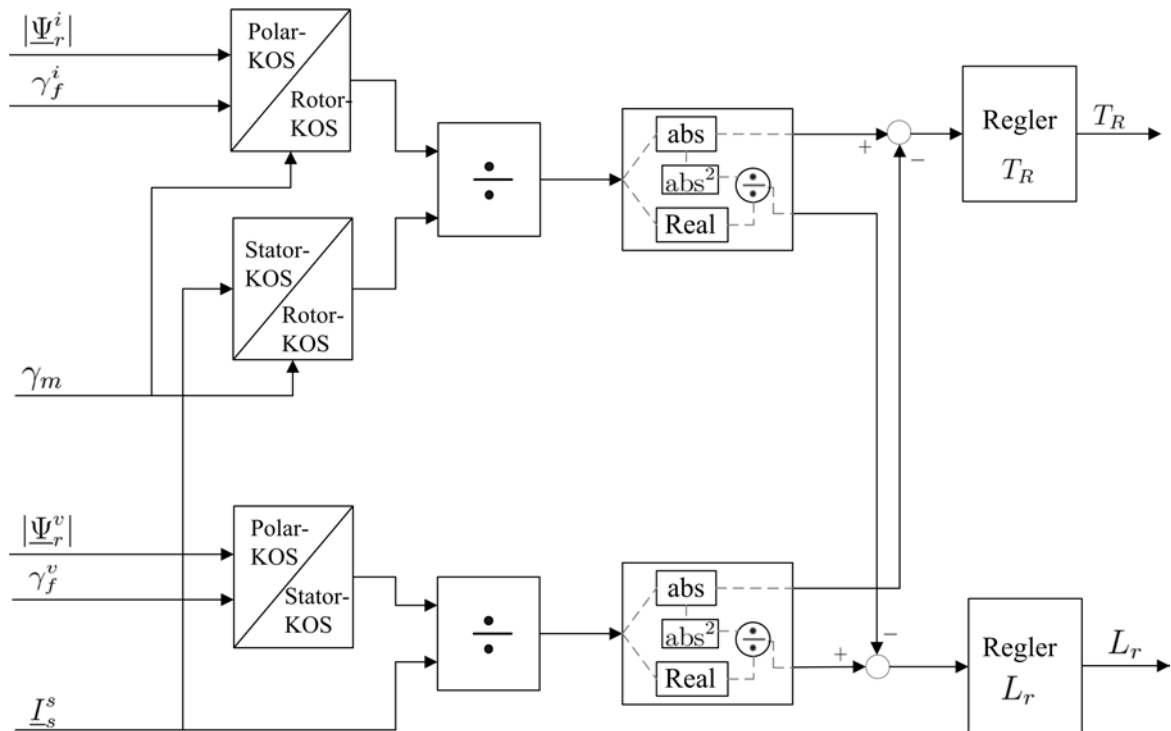 |Ψ_r^i|
γ_f^i
Polar-
KOS
Rotor-
KOS
÷
abs
abs²
÷
Real
+
−
Regler
T_R
T_R
Stator-
KOS
Rotor-
KOS
γ_m
|Ψ_r^v|
γ_f^v
Polar-
KOS
Stator-
KOS
÷
abs
abs²
÷
Real
+
−
Regler
L_r
L_r
I_s^s